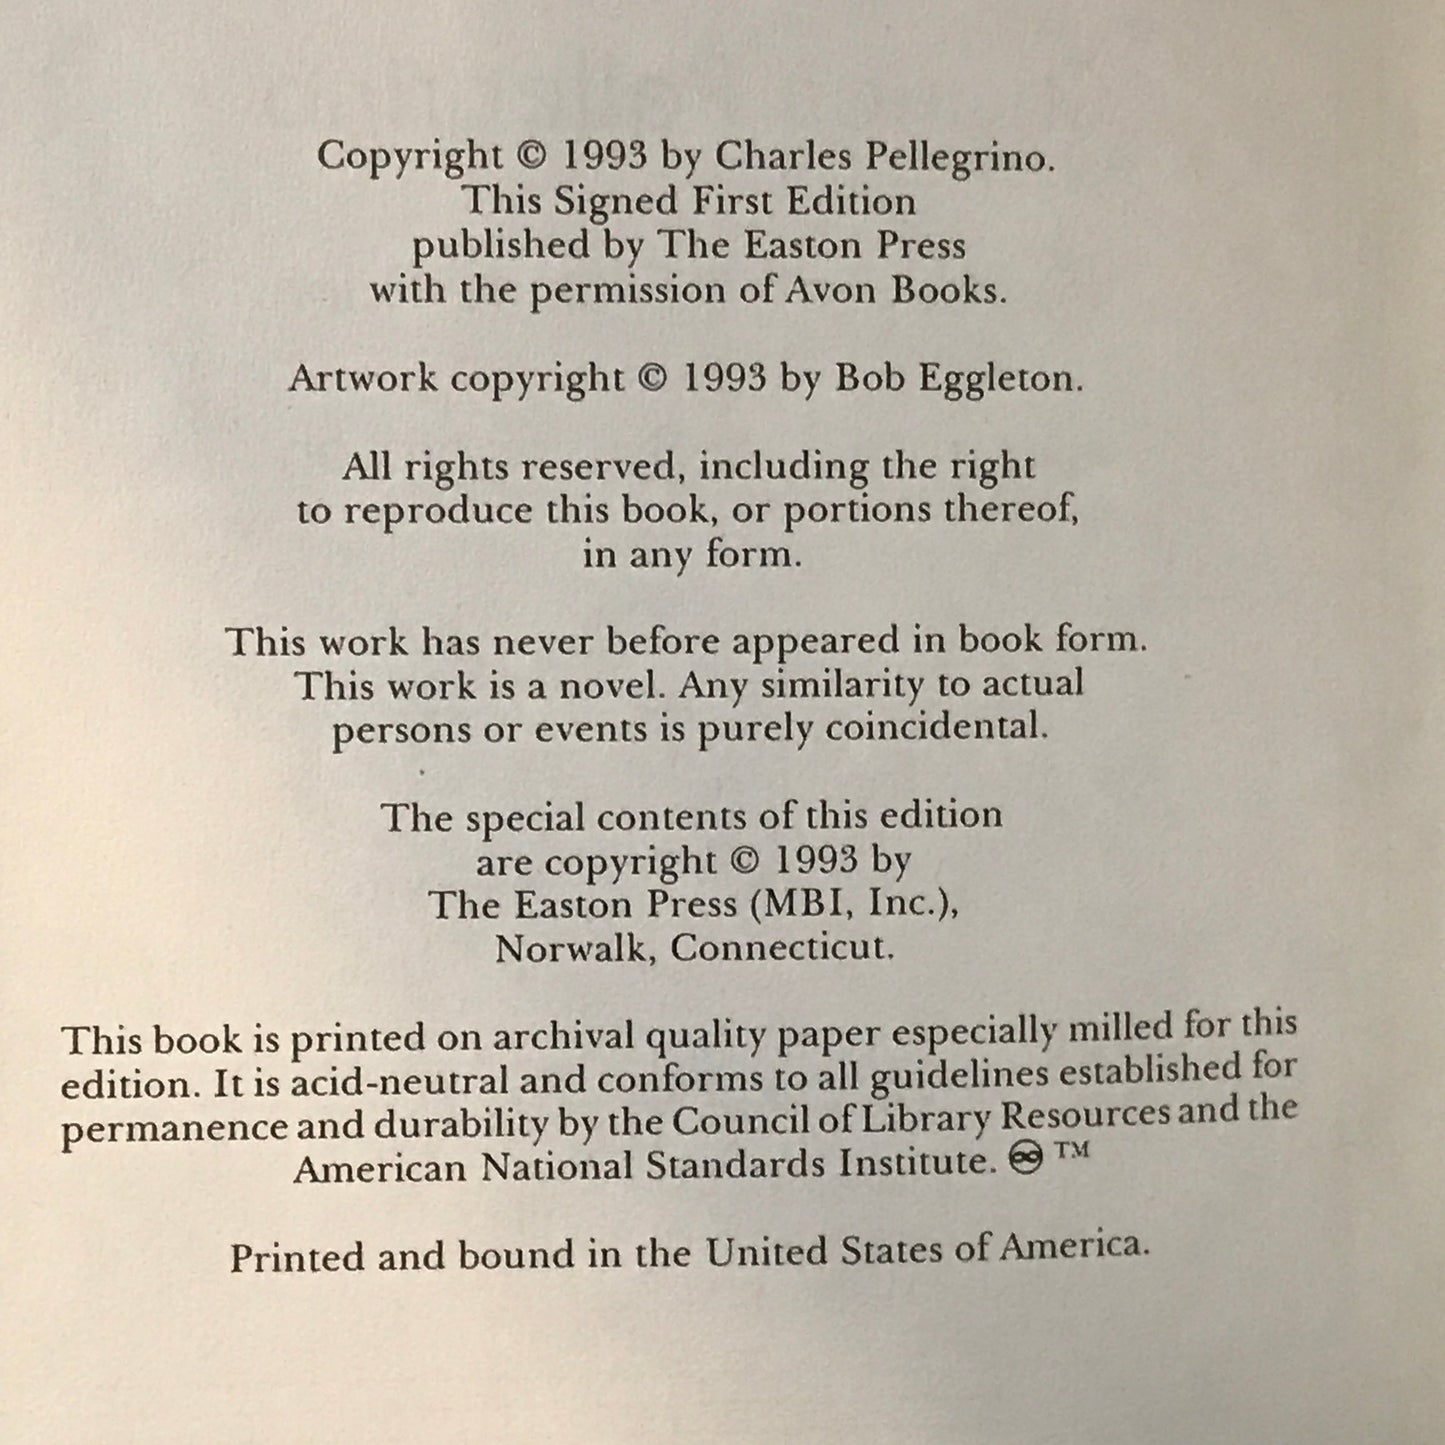 Copyright © 1993 by Charles Pellegrino.
This Signed First Edition
published by The Easton Press
with the permission of Avon Books.
Artwork copyright © 1993 by Bob Eggleton.
All rights reserved, including the right
to reproduce this book, or portions thereof,
in any form.
This work has never before appeared in book form.
This work is a novel. Any similarity to actual
persons or events is purely coincidental.
The special contents of this edition
are copyright © 1993 by
The Easton Press (MBI, Inc.),
Norwalk, Connecticut.
This book is printed on archival quality paper especially milled for this
edition. It is acid-neutral and conforms to all guidelines established for
permanence and durability by the Council of Library Resources and the
American National Standards Institute. ♾ ™
Printed and bound in the United States of America.